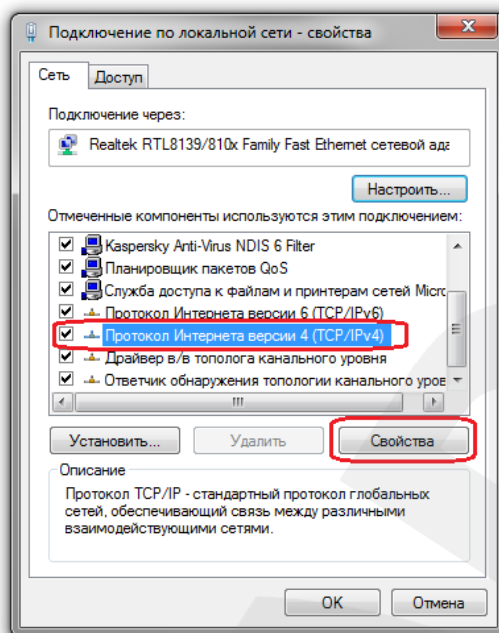 Подключение по локальной сети - свойства
Сеть
Доступ
Подключение через:
Realtek RTL8139/810x Family Fast Ethernet сетевой ада
Настроить...
Отмеченные компоненты используются этим подключением:
Kaspersky Anti-Virus NDIS 6 Filter
Планировщик пакетов QoS
Служба доступа к файлам и принтерам сетей Micro
Протокол Интернета версии 6 (TCP/IPv6)
Протокол Интернета версии 4 (TCP/IPv4)
Драйвер в/в тополога канального уровня
Ответчик обнаружения топологии канального уров
Установить...
Удалить
Свойства
Описание
Протокол TCP/IP - стандартный протокол глобальных
сетей, обеспечивающий связь между различными
взаимодействующими сетями.
OK
Отмена